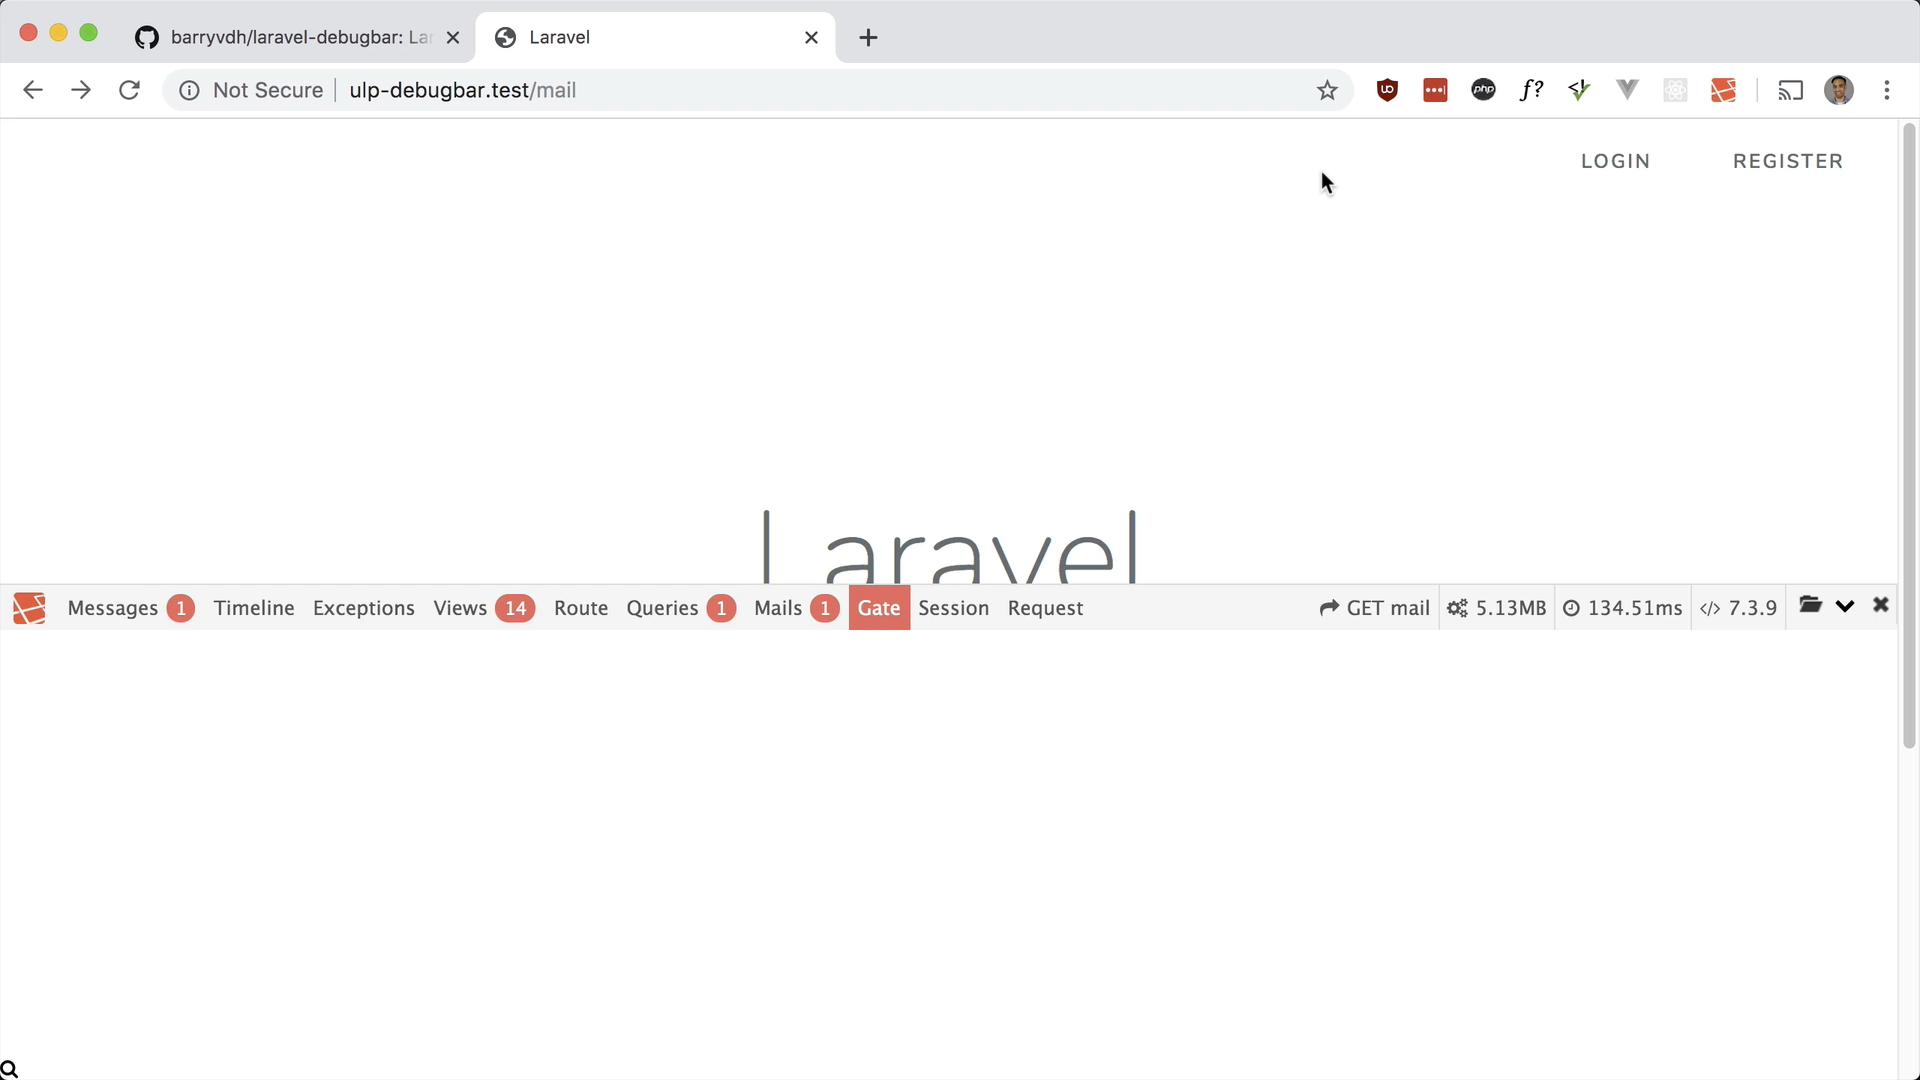 barryvdh/laravel-debugbar: La
Laravel
Not Secure
ulp-debugbar.test/mail
php
f?
LOGIN
REGISTER
Laravel
Messages 1 Timeline Exceptions Views 14 Route Queries 1 Mails 1 Gate Session Request
GET mail 5.13MB 134.51ms </> 7.3.9